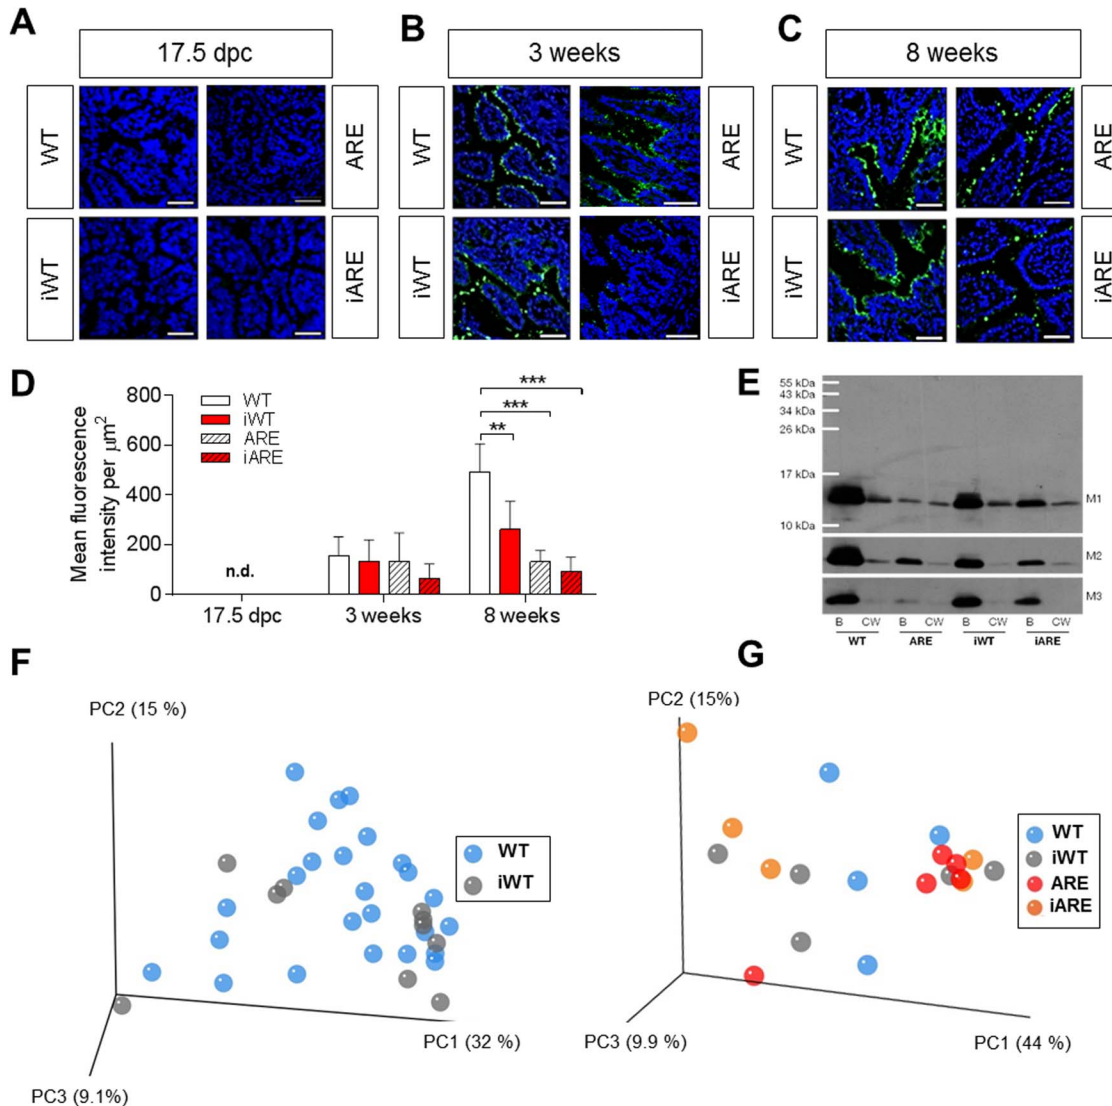 A
17.5 dpc
WT
ARE
iWT
iARE
B
3 weeks
WT
ARE
iWT
iARE
C
8 weeks
WT
ARE
iWT
iARE
D
Mean fluorescence
intensity per μm²
800
600
400
200
0
WT
iWT
ARE
iARE
n.d.
***
***
**
17.5 dpc 3 weeks 8 weeks
E
55 kDa
43 kDa
34 kDa
26 kDa
17 kDa
10 kDa
M1
M2
M3
B CW B CW B CW B CW
WT ARE iWT iARE
F
PC2 (15 %)
WT
iWT
PC1 (32 %)
PC3 (9.1%)
G
PC2 (15%)
WT
iWT
ARE
iARE
PC3 (9.9 %)
PC1 (44 %)